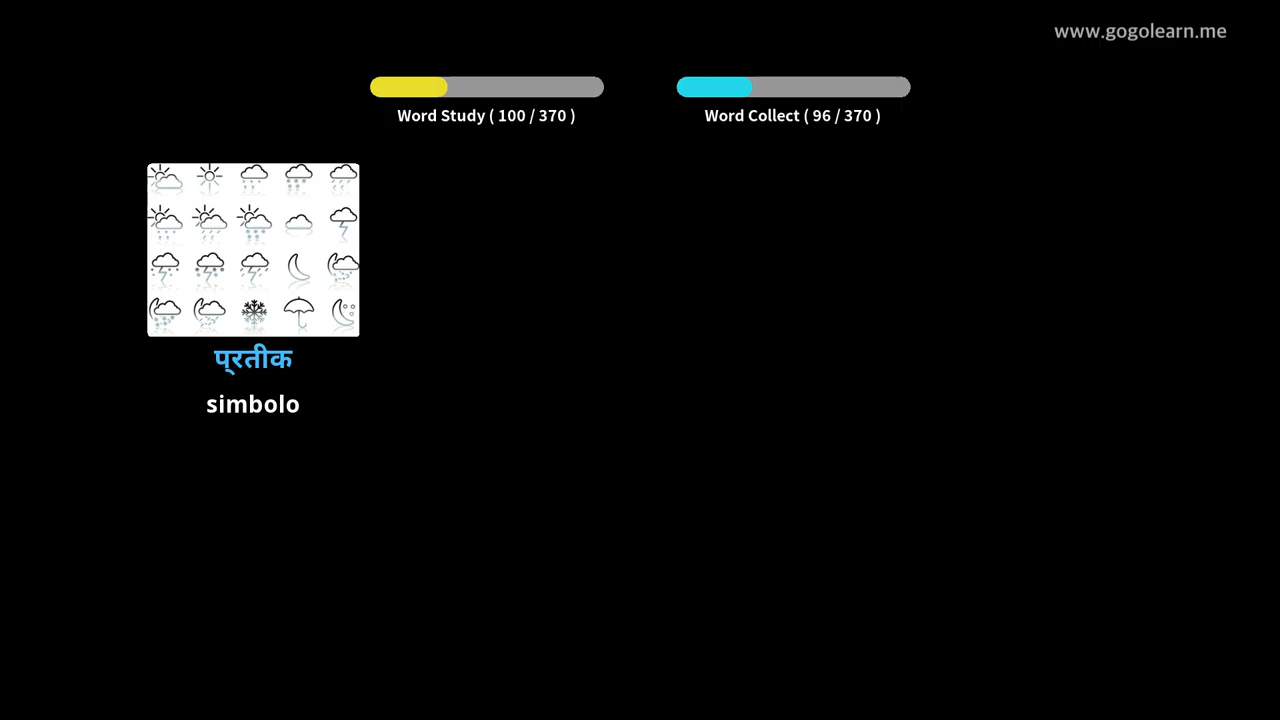 www.gogolearn.me
Word Study ( 100 / 370 )
Word Collect ( 96 / 370 )
प्रतीक
simbolo